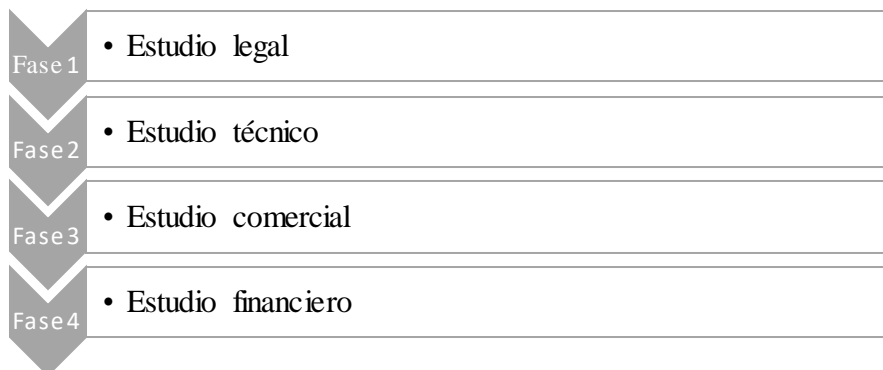 Fase 1
• Estudio legal
Fase 2
• Estudio técnico
Fase 3
• Estudio comercial
Fase 4
• Estudio financiero